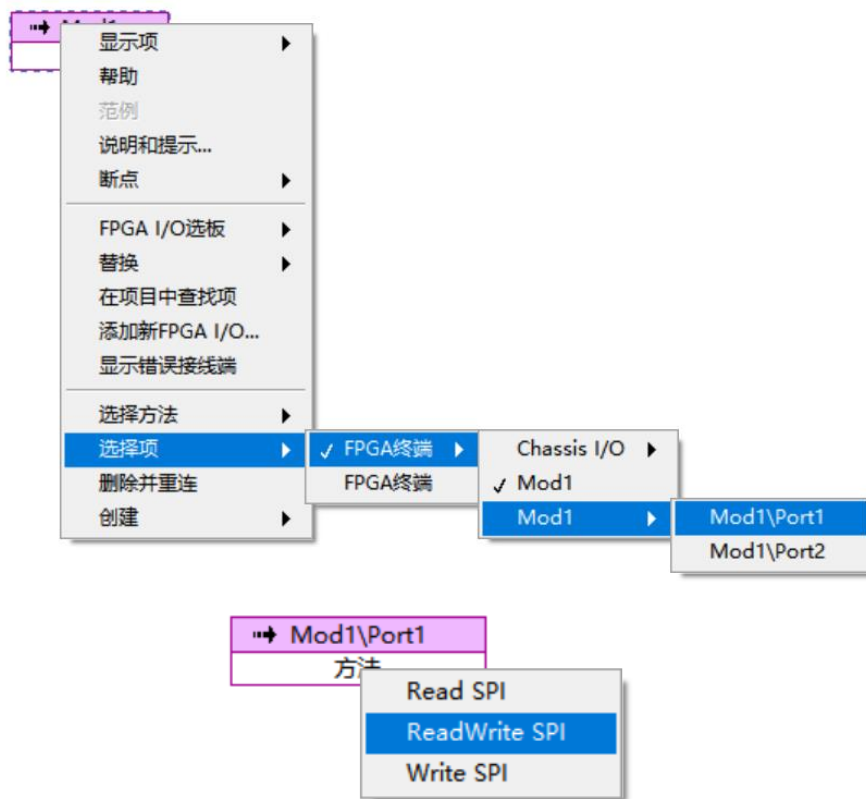 显示项
帮助
范例
说明和提示...
断点
FPGA I/O选板
替换
在项目中查找项
添加新FPGA I/O...
显示错误接线端
选择方法
选择项
删除并重连
创建
FPGA终端
FPGA终端
Chassis I/O
Mod1
Mod1
Mod1\Port1
Mod1\Port2
Mod1\Port1
方法
Read SPI
ReadWrite SPI
Write SPI